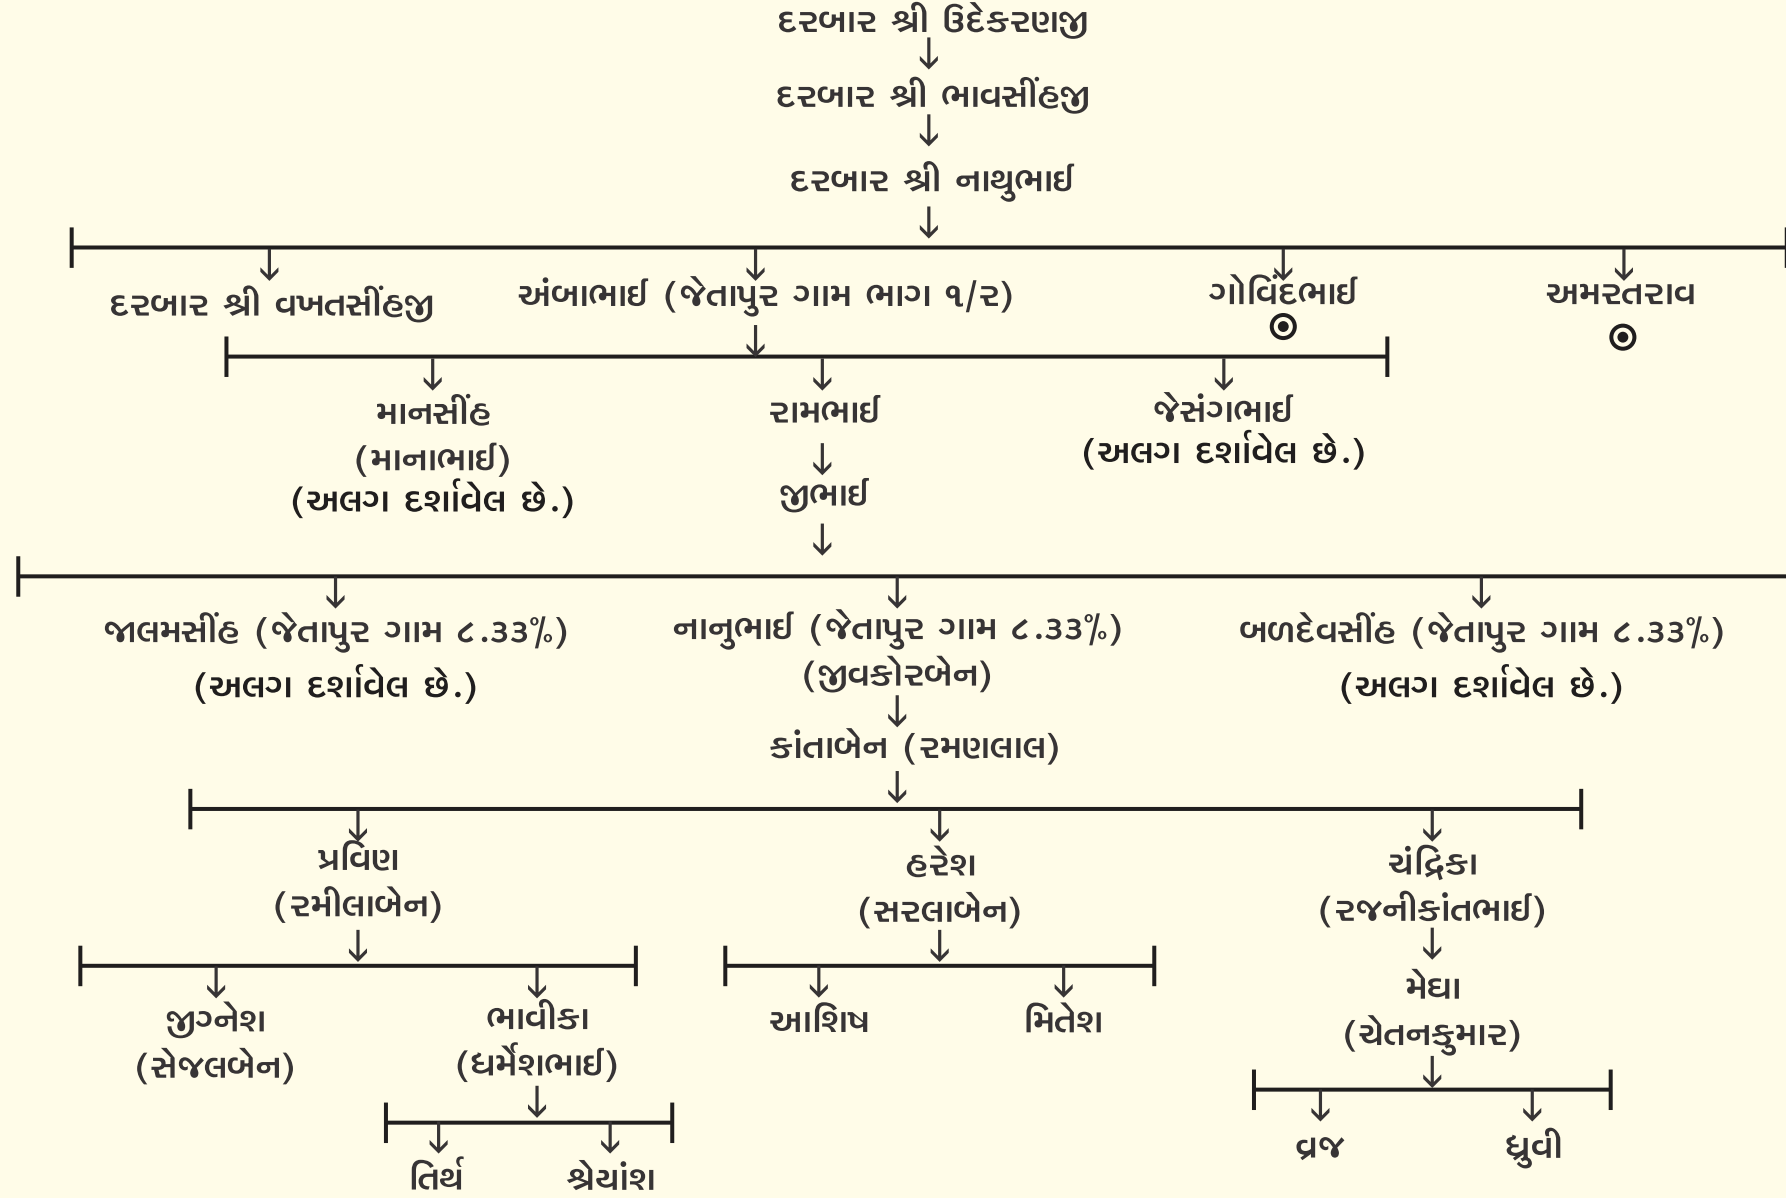 દરબાર શ્રી ઉદેકરણજી
દરબાર શ્રી ભાવસીંહજી
દરબાર શ્રી નાથુભાઈ
દરબાર શ્રી વખતસીંહજી
અંબાભાઈ (જેતાપુર ગામ ભાગ ૧/૨)
ગોવિંદભાઈ
અમરતરાવ
માનસીંહ
(માનાભાઈ)
(અલગ દર્શાવેલ છે.)
રામભાઈ
જીભાઈ
જેસંગભાઈ
(અલગ દર્શાવેલ છે.)
જાલમસીંહ (જેતાપુર ગામ ૮.૩૩%)
(અલગ દર્શાવેલ છે.)
નાનુભાઈ (જેતાપુર ગામ ૮.૩૩%)
(જીવકોરબેન)
બળદેવસીંહ (જેતાપુર ગામ ૮.૩૩%)
(અલગ દર્શાવેલ છે.)
કાંતાબેન (રમણલાલ)
પ્રવિણ
(રમીલાબેન)
હરેશ
(સરલાબેન)
ચંદ્રિકા
(રજનીકાંતભાઈ)
જીગ્નેશ
(સેજલબેન)
ભાવીકા
(ધર્મેશભાઈ)
આશિષ
મિતેશ
મેઘા
(ચેતનકુમાર)
તિર્થ
શ્રેયાંશ
વ્રજ
ધ્રુવી